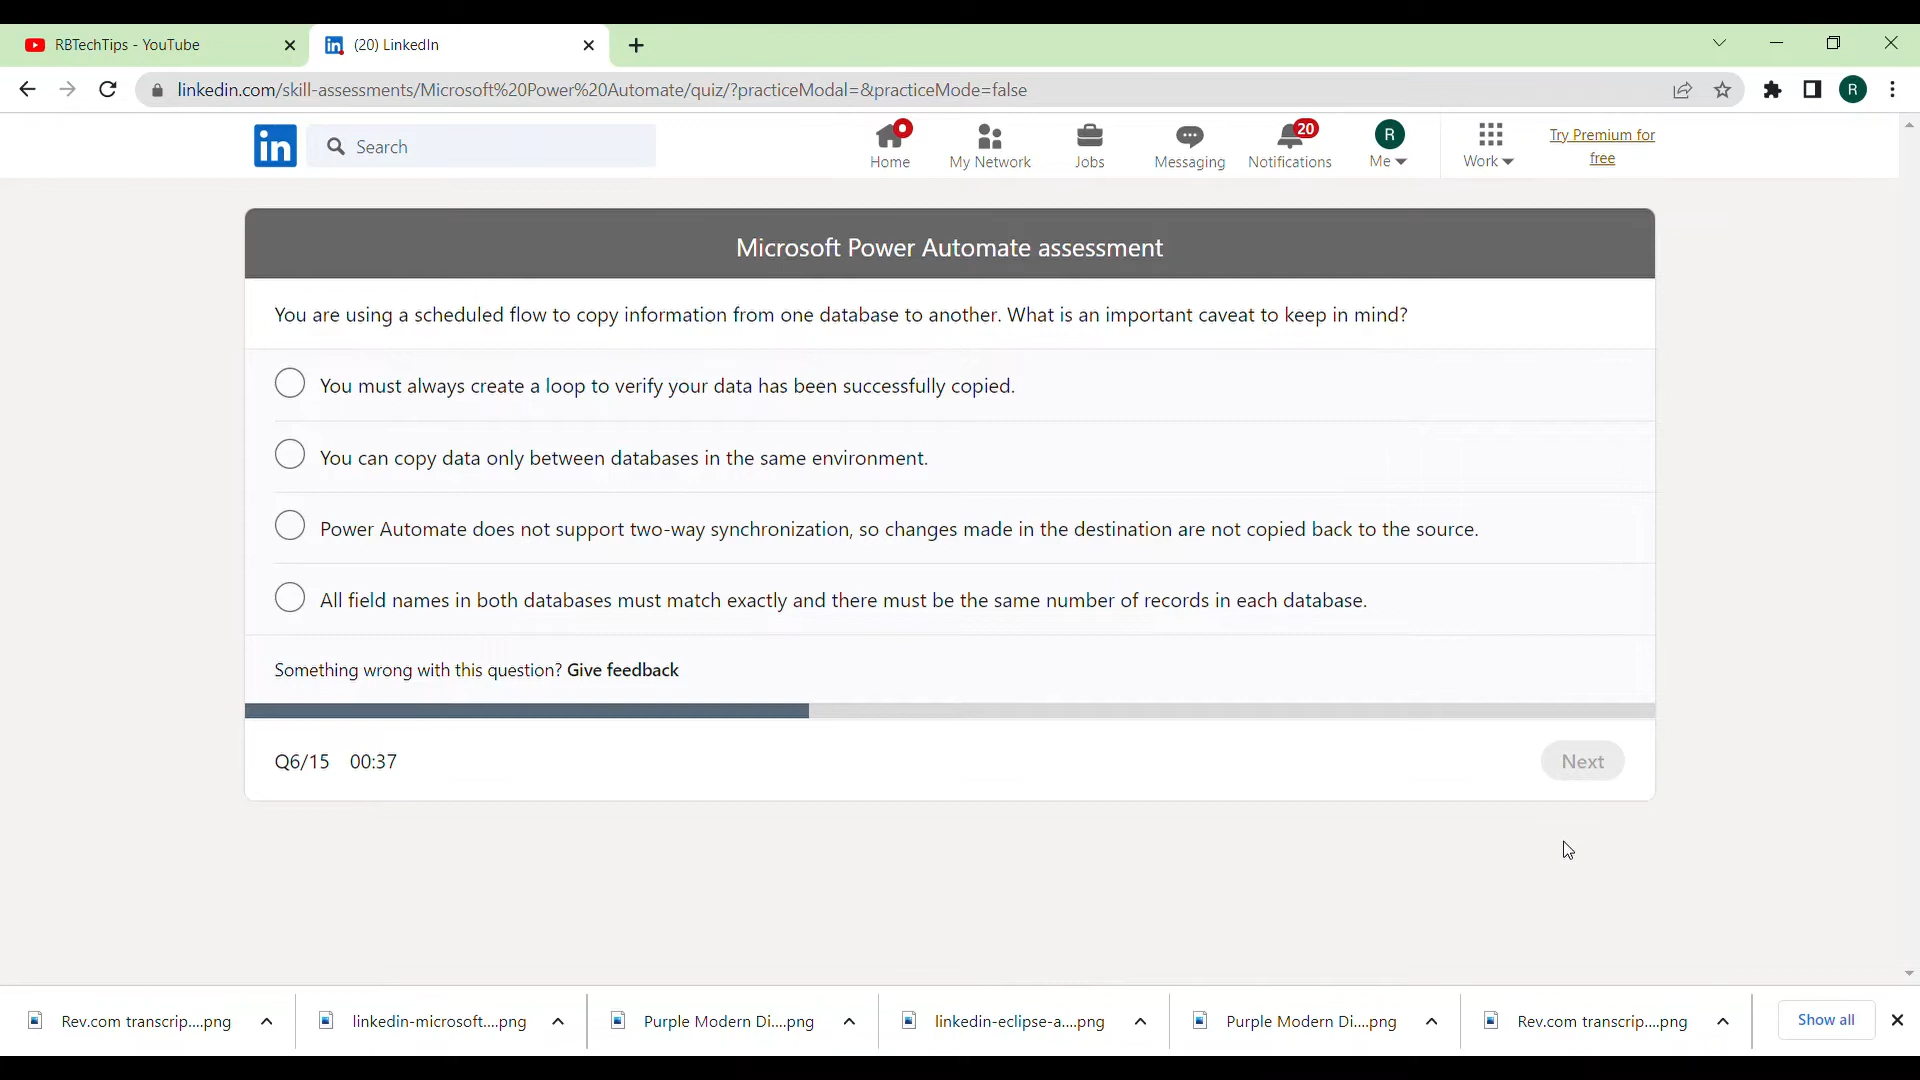 RBTechTips - YouTube
(20) LinkedIn
linkedin.com/skill-assessments/Microsoft%20Power%20Automate/quiz/?practiceModal=&practiceMode=false
R
in
Search
Home
My Network
Jobs
Messaging
20
Notifications
R
Me
Work
Try Premium for
free
Microsoft Power Automate assessment
You are using a scheduled flow to copy information from one database to another. What is an important caveat to keep in mind?
You must always create a loop to verify your data has been successfully copied.
You can copy data only between databases in the same environment.
Power Automate does not support two-way synchronization, so changes made in the destination are not copied back to the source.
All field names in both databases must match exactly and there must be the same number of records in each database.
Something wrong with this question? Give feedback
Q6/15 00:37
Next
Rev.com transcrip....png
linkedin-microsoft....png
Purple Modern Di....png
linkedin-eclipse-a....png
Purple Modern Di....png
Rev.com transcrip....png
Show all